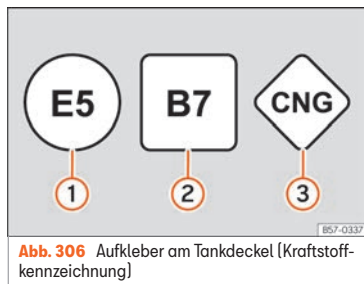 E5 B7 CNG
1 2 3
B57-0337
Abb. 306 Aufkleber am Tankdeckel (Kraftstoff-
kennzeichnung)